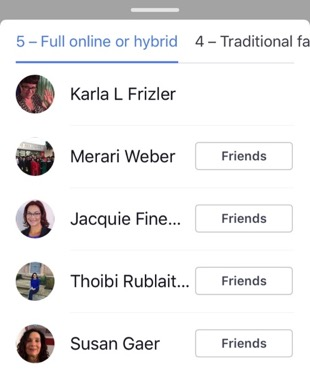 5 – Full online or hybrid 4 – Traditional fa
Karla L Frizler
Merari Weber Friends
Jacquie Fine... Friends
Thoibi Rublait... Friends
Susan Gaer Friends